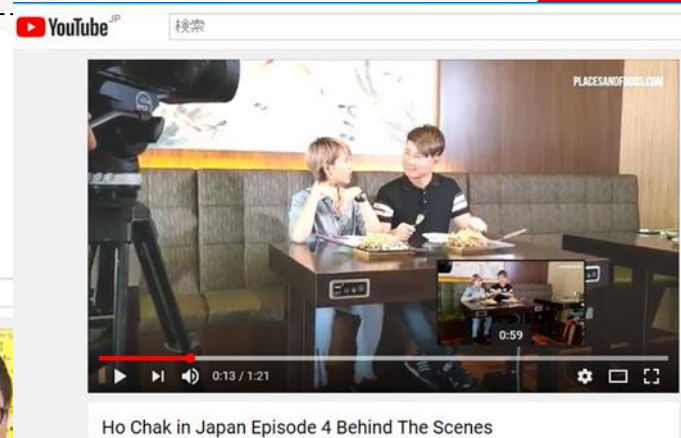 YouTube JP
検索
PLACESANDFOODS.COM
0:59
0:13 / 1:21
Ho Chak in Japan Episode 4 Behind The Scenes